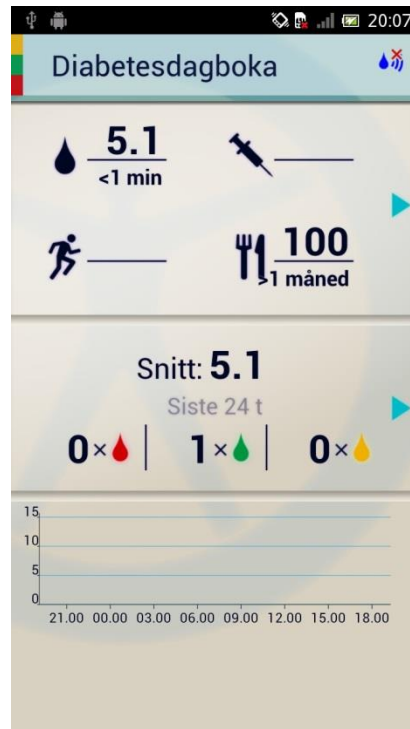 20:07
Diabetesdagboka
5.1
<1 min
100
>1 måned
Snitt: 5.1
Siste 24 t
0× 1× 0×
15
10
5
0
21.00 00.00 03.00 06.00 09.00 12.00 15.00 18.00